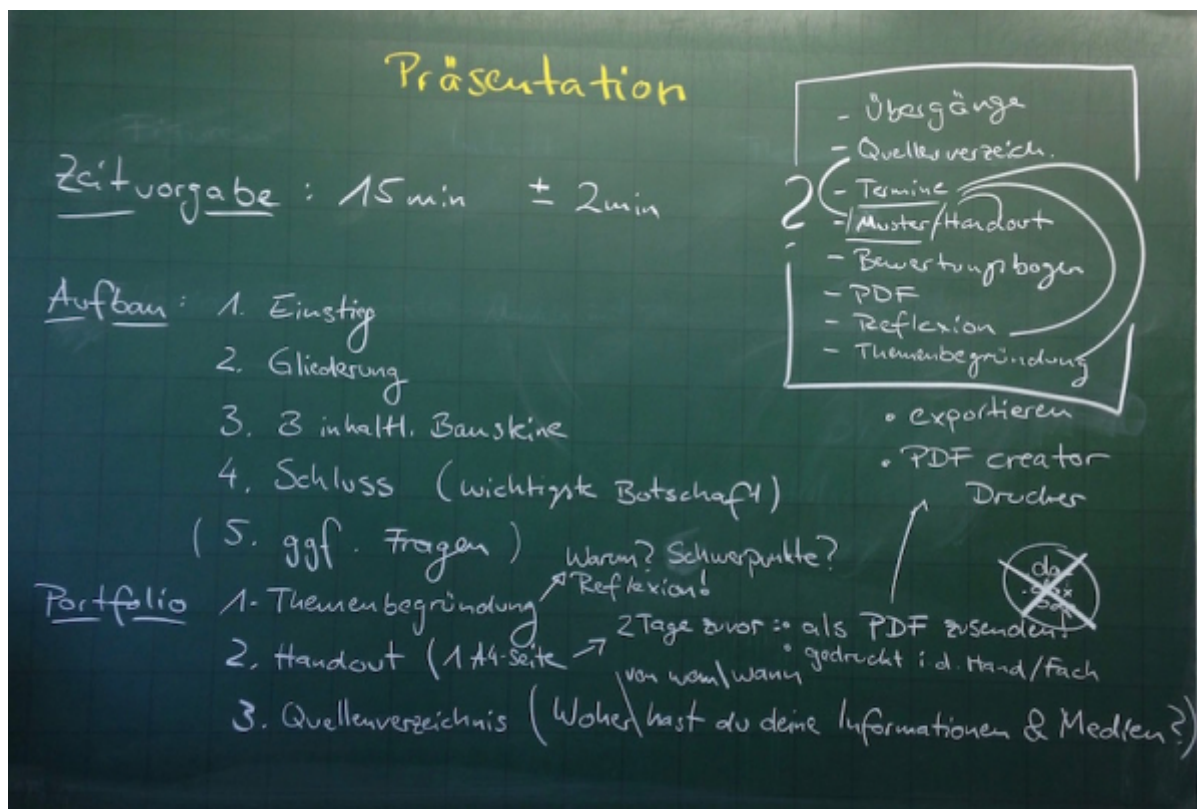 Präsentation
Zeitvorgabe : 15 min ± 2 min
Aufbau : 1. Einstieg
2. Gliederung
3. 3 inhaltl. Bausteine
4. Schluss (wichtigste Botschaft)
(5. ggf. Fragen)
Portfolio 1. Themenbegründung
Warum? Schwerpunkte?
Reflexion!
2. Handout (1 A4-Seite
2 Tage zuvor : • als PDF zusenden!
• gedruckt i.d. Hand/Fach
von wem/wann
3. Quellenverzeichnis (Woher hast du deine Informationen & Medien?)
?
- Übergänge
- Quellenverzeich.
- Termine
- Muster/Handout
- Bewertungsbogen
- PDF
- Reflexion
- Themenbegründung
• exportieren
• PDF creator
Drucker